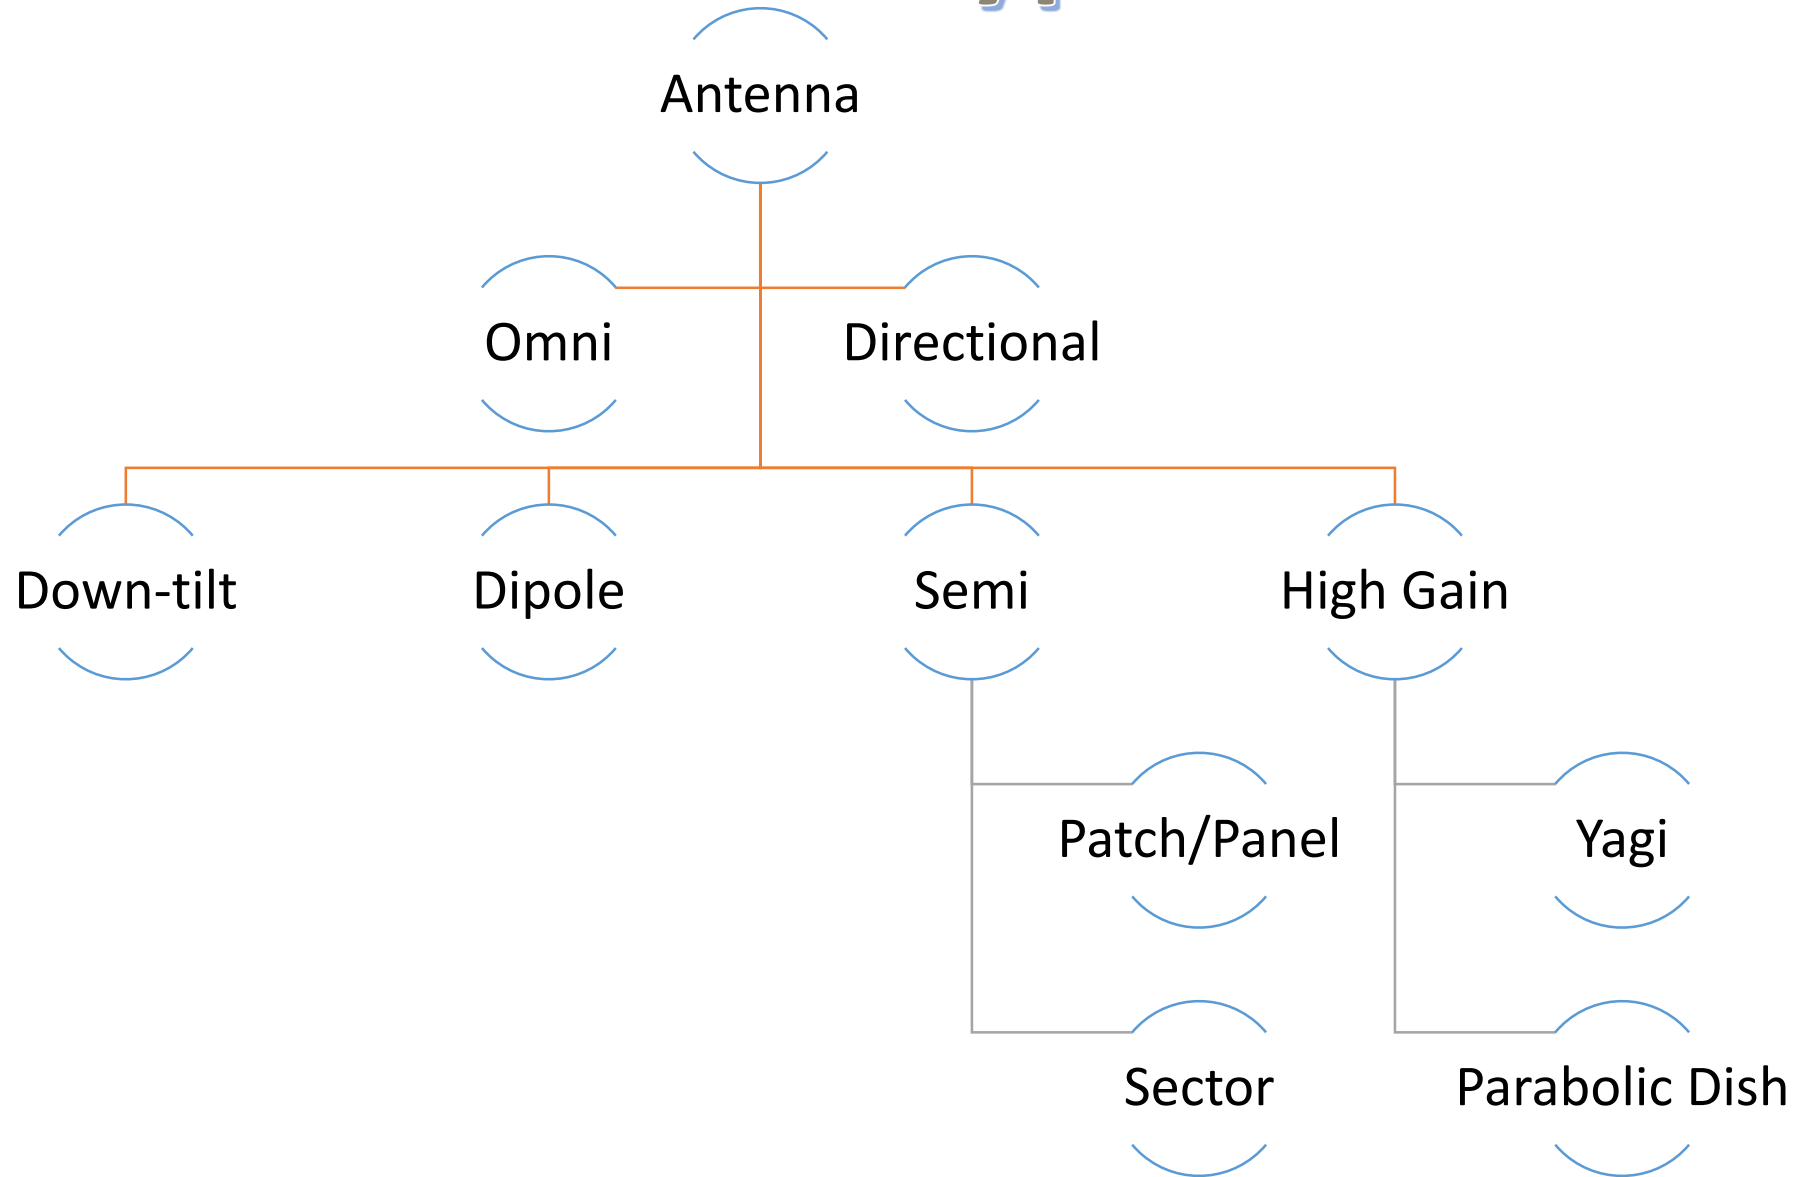 Antenna
Omni
Directional
Down-tilt
Dipole
Semi
High Gain
Patch/Panel
Yagi
Sector
Parabolic Dish